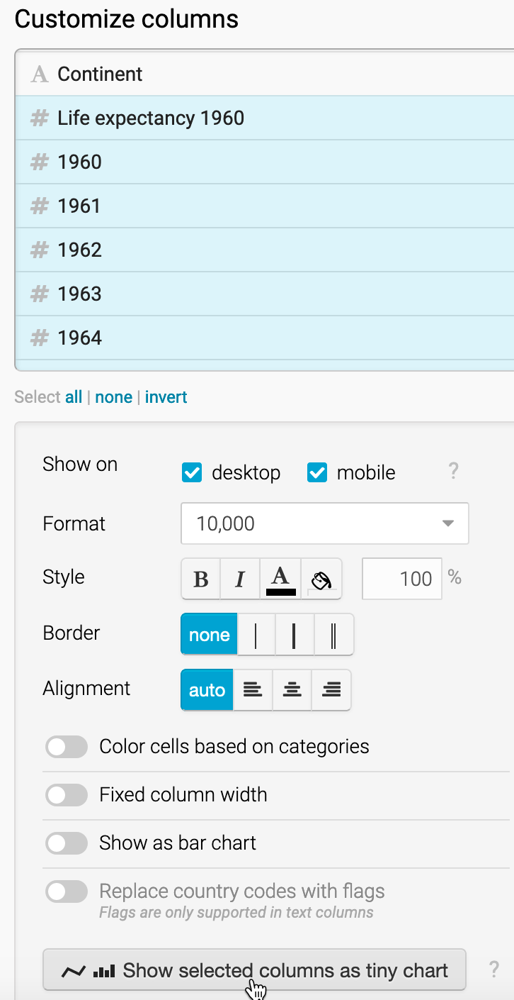 Customize columns
A Continent
# Life expectancy 1960
# 1960
# 1961
# 1962
# 1963
# 1964
Select all | none | invert
Show on desktop mobile ?
Format 10,000
Style B I A 100 %
Border none
Alignment auto
Color cells based on categories
Fixed column width
Show as bar chart
Replace country codes with flags
Flags are only supported in text columns
Show selected columns as tiny chart ?